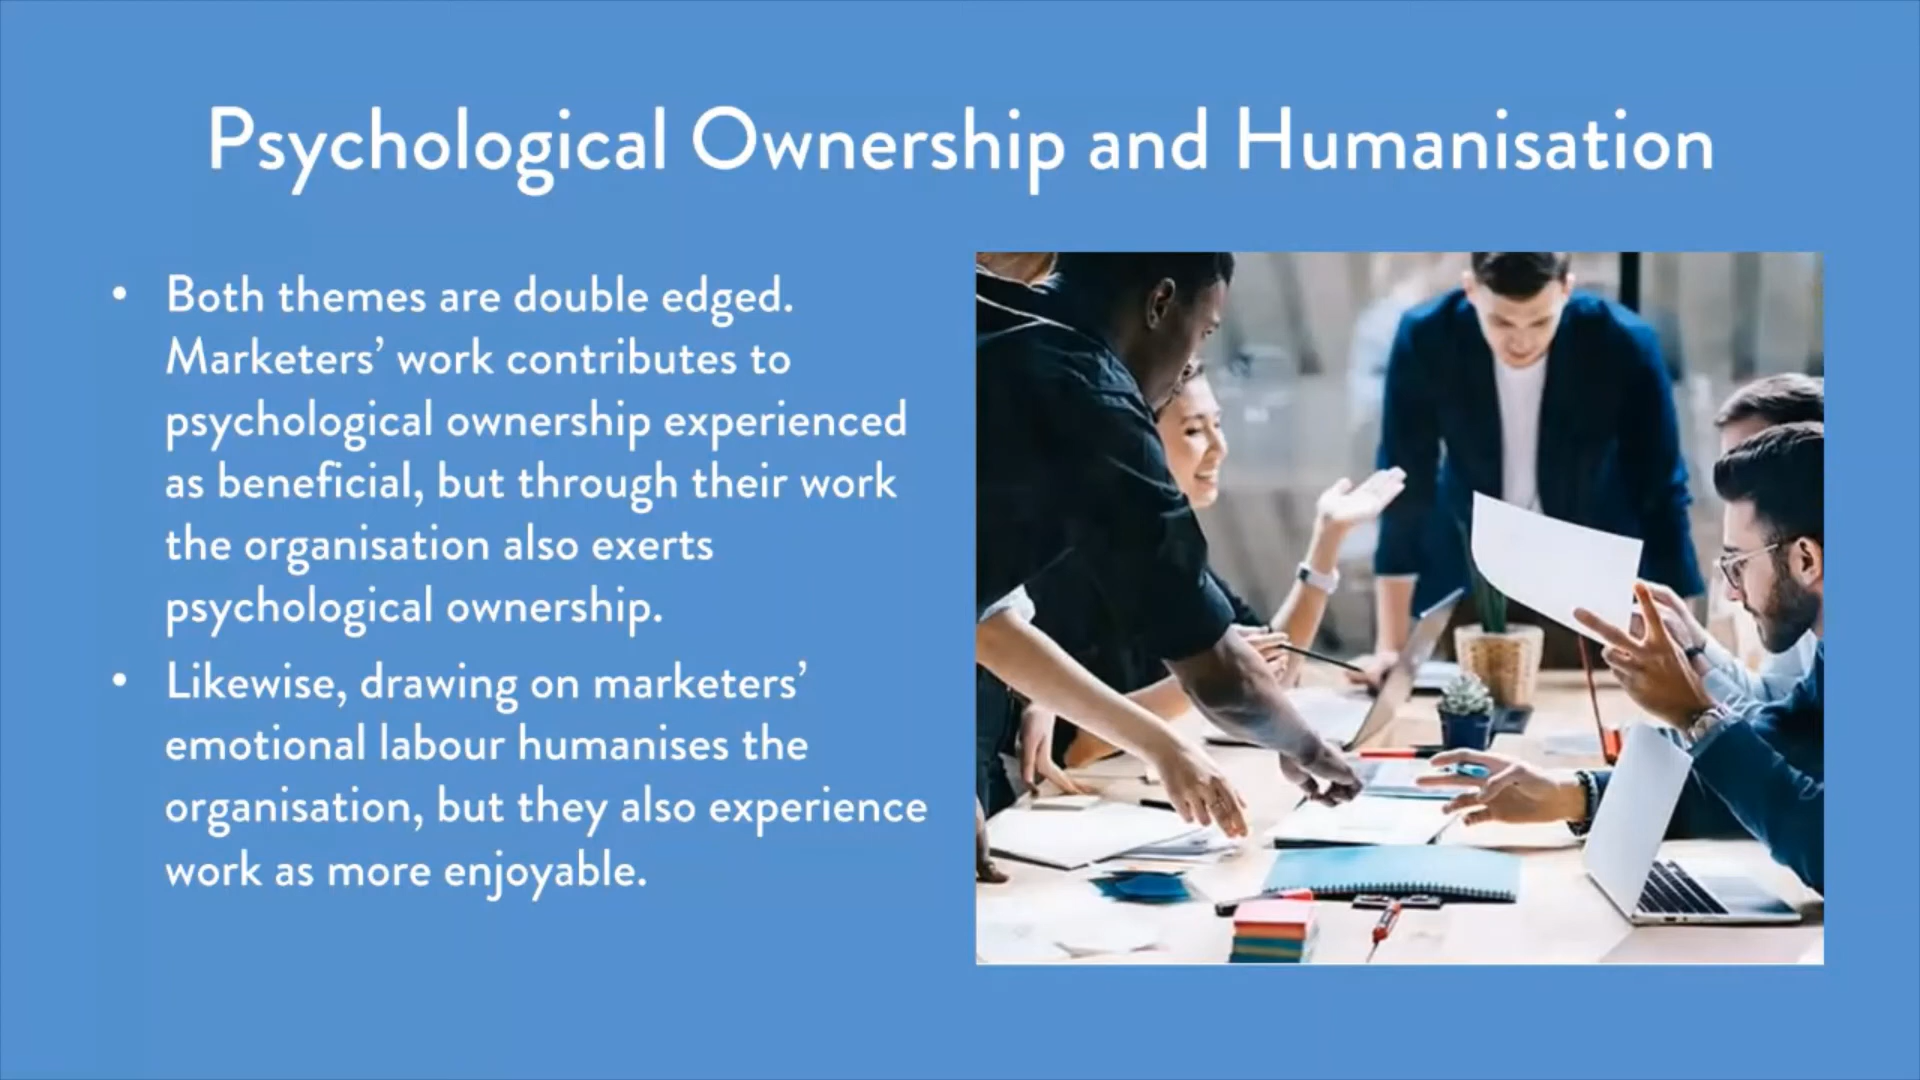 Psychological Ownership and Humanisation
• Both themes are double edged.
Marketers’ work contributes to
psychological ownership experienced
as beneficial, but through their work
the organisation also exerts
psychological ownership.
• Likewise, drawing on marketers’
emotional labour humanises the
organisation, but they also experience
work as more enjoyable.